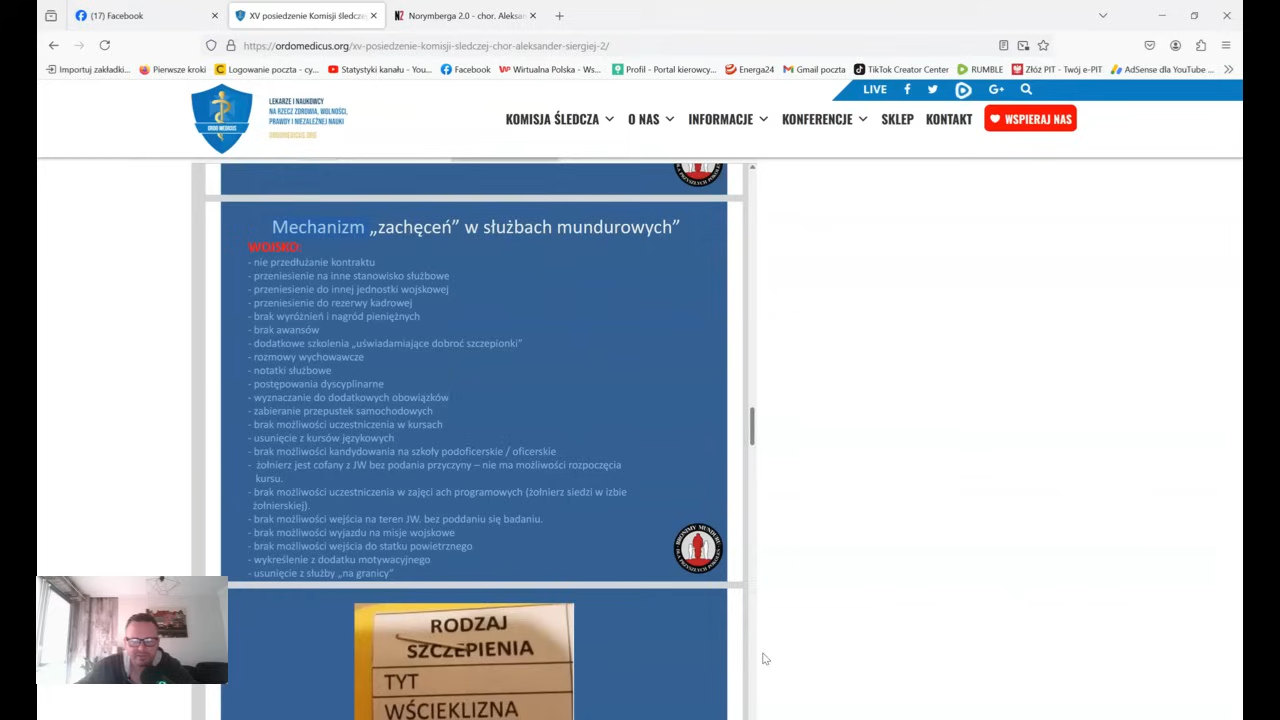 (17) Facebook
XV posiedzenie Komisji śledczej
Norymberga 2.0 - chor. Aleksan
https://ordomedicus.org/xv-posiedzenie-komisji-sledczej-chor-aleksander-siergiej-2/
Importuj zakładki...
Pierwsze kroki
Logowanie poczta - cy...
Statystyki kanału - You...
Facebook
Wirtualna Polska - Ws...
Profil - Portal kierowcy...
Energa24
Gmail poczta
TikTok Creator Center
RUMBLE
Złóż PIT - Twój e-PIT
AdSense dla YouTube ...
LIVE
ORDO MEDICUS
LEKARZE I NAUKOWCY
NA RZECZ ZDROWIA, WOLNOŚCI,
PRAWDY I NIEZALEŻNEJ NAUKI
ORDOMEDICUS.ORG
KOMISJA ŚLEDCZA
O NAS
INFORMACJE
KONFERENCJE
SKLEP
KONTAKT
WSPIERAJ NAS
Mechanizm „zachęceń” w służbach mundurowych”
WOJSKO:
- nie przedłużanie kontraktu
- przeniesienie na inne stanowisko służbowe
- przeniesienie do innej jednostki wojskowej
- przeniesienie do rezerwy kadrowej
- brak wyróżnień i nagród pieniężnych
- brak awansów
- dodatkowe szkolenia „uświadamiające dobroć szczepionki”
- rozmowy wychowawcze
- notatki służbowe
- postępowania dyscyplinarne
- wyznaczanie do dodatkowych obowiązków
- zabieranie przepustek samochodowych
- brak możliwości uczestniczenia w kursach
- usunięcie z kursów językowych
- brak możliwości kandydowania na szkoły podoficerskie / oficerskie
- żołnierz jest cofany z JW bez podania przyczyny – nie ma możliwości rozpoczęcia
kursu.
- brak możliwości uczestniczenia w zajęci ach programowych (żołnierz siedzi w izbie
żołnierskiej).
- brak możliwości wejścia na teren JW. bez poddaniu się badaniu.
- brak możliwości wyjazdu na misje wojskowe
- brak możliwości wejścia do statku powietrznego
- wykreślenie z dodatku motywacyjnego
- usunięcie z służby „na granicy”
BRONIMY MUNDURU
RODZAJ
SZCZEPIENIA
TYT
WŚCIEKLIZNA